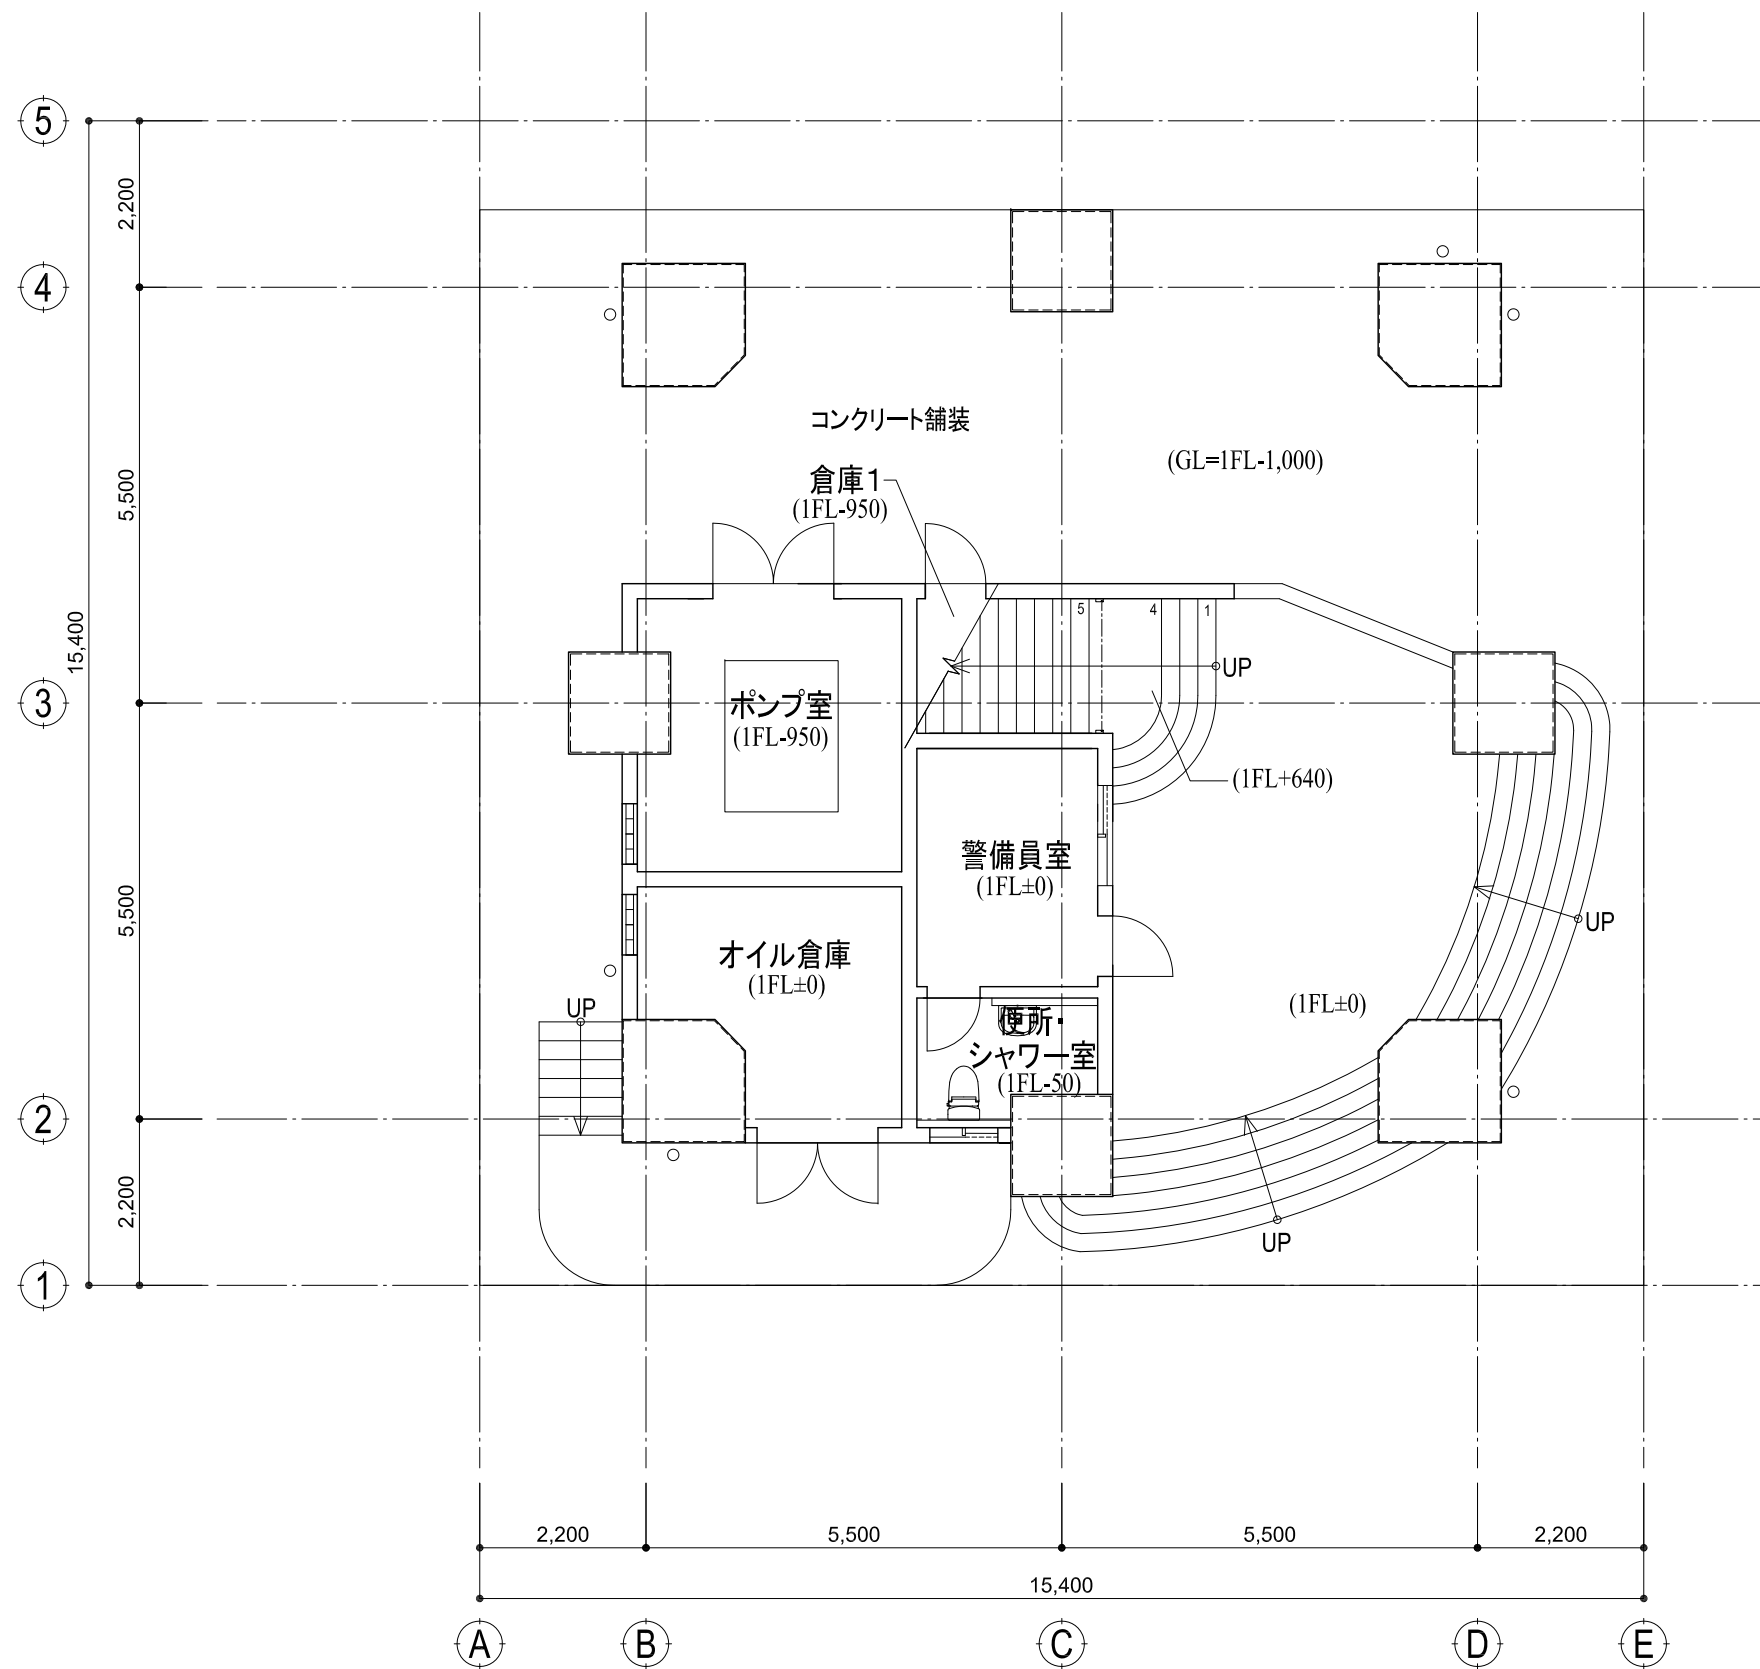 5
2,200
4
コンクリート舗装
(GL=1FL-1,000)
倉庫1
(1FL-950)
5,500
15,400
5
4
1
UP
3
ポンプ室
(1FL-950)
(1FL+640)
警備員室
(1FL±0)
5,500
UP
オイル倉庫
(1FL±0)
(1FL±0)
UP
便所・
シャワー室
(1FL-50)
2
2,200
UP
1
2,200
5,500
5,500
2,200
15,400
A
B
C
D
E